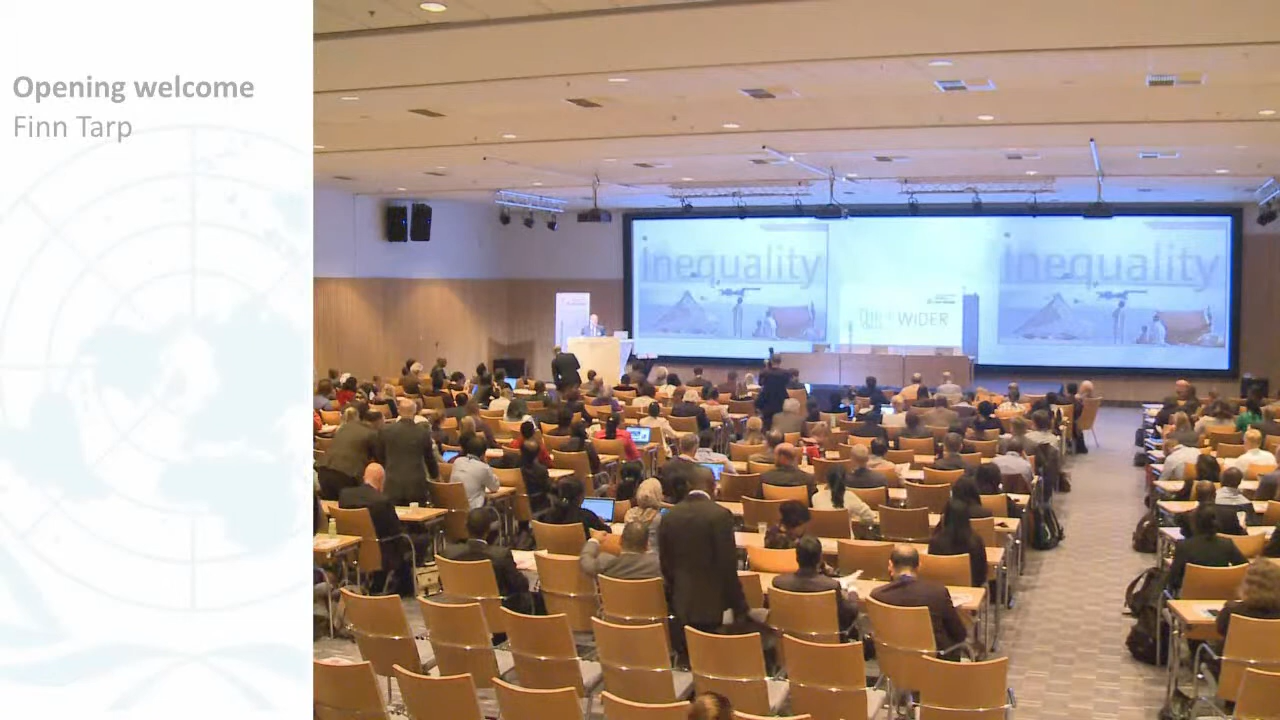 Opening welcome
Finn Tarp
Inequality
Inequality
WIDER